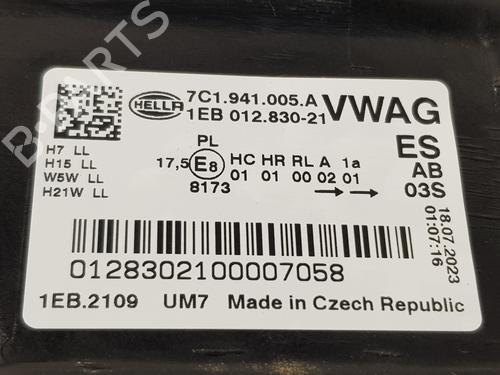 HELLA 7C1.941.005.A VWAG
1EB 012.830-21
ES
AB
03S
PL
H7 LL
H15 LL
W5W LL
H21W LL
17,5 E8 HC HR RL A 1a
8173 01 01 00 02 01
18.07.2023
01:07:16
0128302100007058
1EB.2109 UM7 Made in Czech Republic
B-PARTS